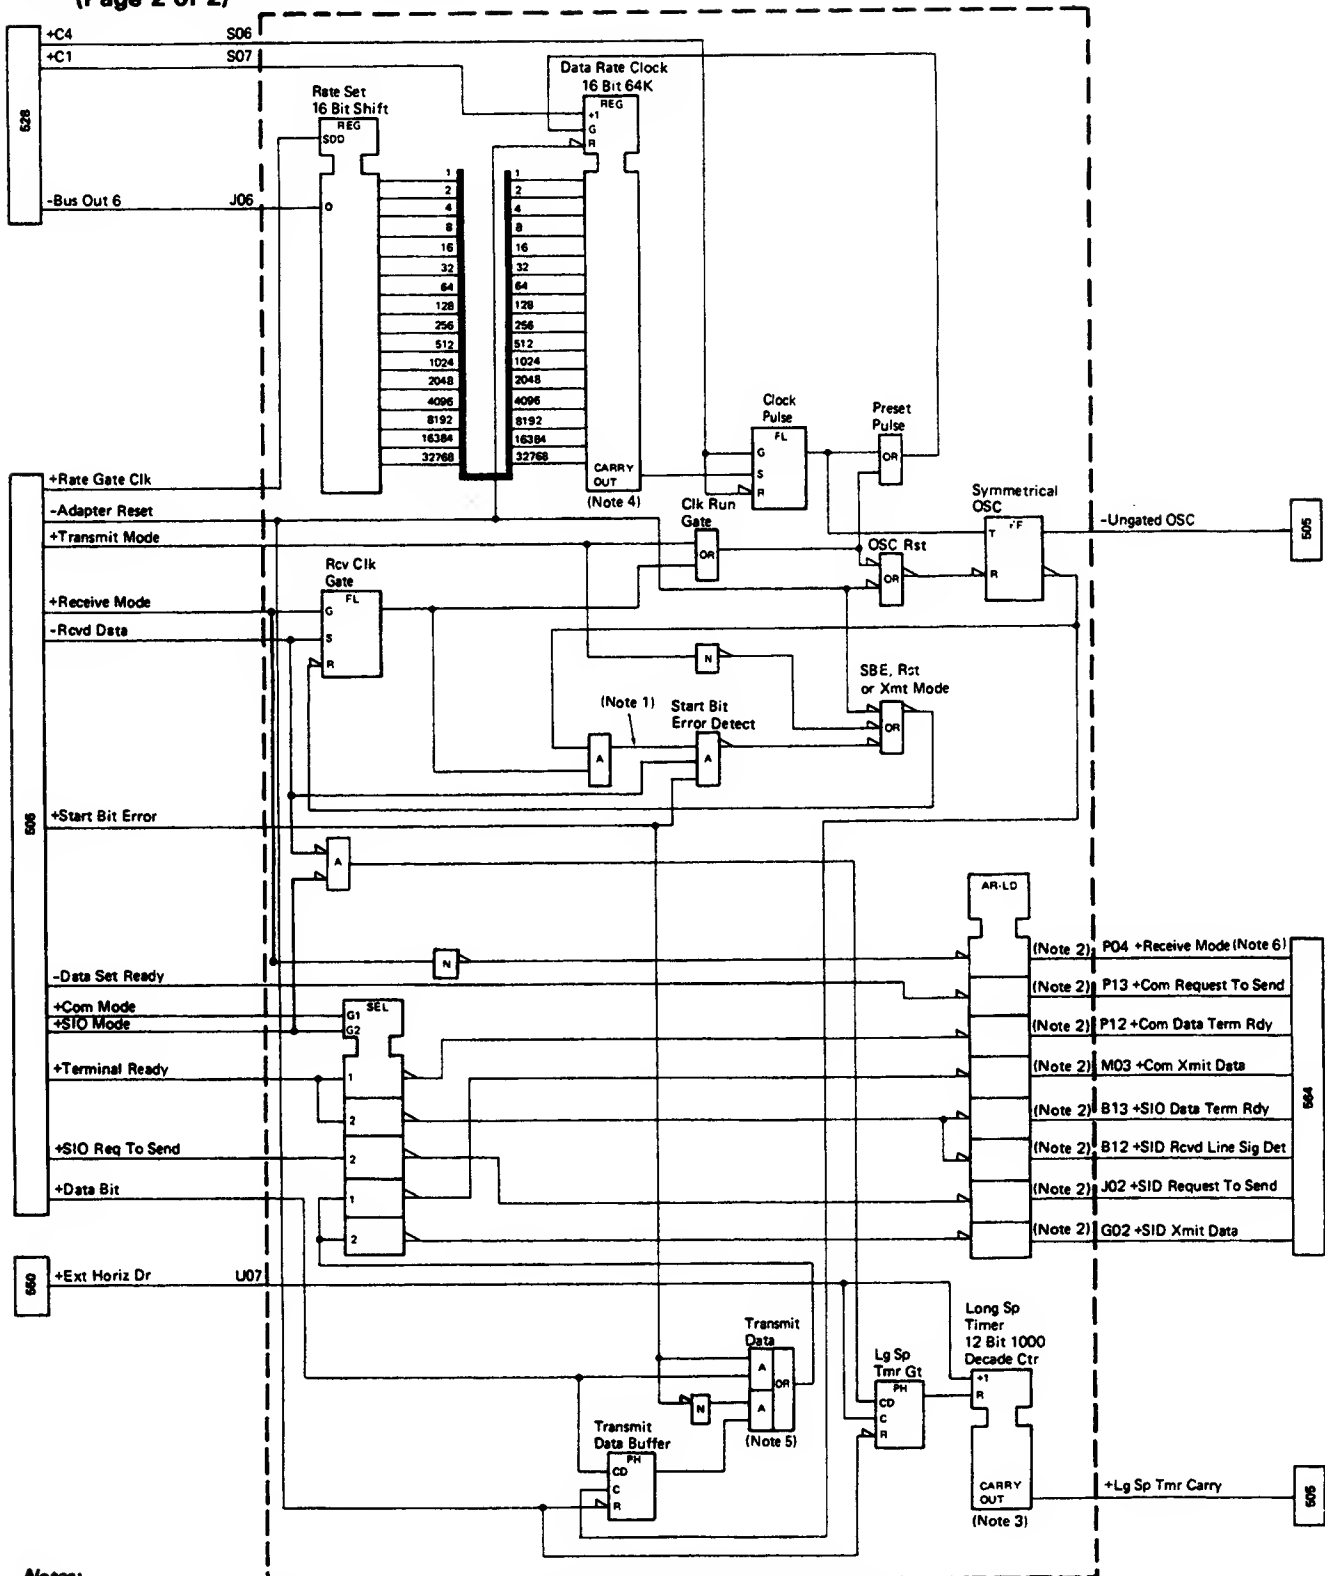 (Page 2 of 2)
+C4 S06
+C1 S07
528
-Bus Out 6 J06
Rate Set
16 Bit Shift
REG
SDD
D
1
2
4
8
16
32
64
128
256
512
1024
2048
4096
8192
16384
32768
Data Rate Clock
16 Bit 64K
REG
+1
G
R
1
2
4
8
16
32
64
128
256
512
1024
2048
4096
8192
16384
32768
CARRY
OUT
(Note 4)
Clock
Pulse
FL
G
S
R
Preset
Pulse
OR
+Rate Gate Clk
-Adapter Reset
+Transmit Mode
+Receive Mode
-Rcvd Data
+Start Bit Error
Clk Run
Gate
OR
OSC Rst
OR
Symmetrical
OSC
FF
T
R
-Ungated OSC
505
Rcv Clk
Gate
FL
G
S
R
N
(Note 1)
A
Start Bit
Error Detect
A
SBE, Rst
or Xmt Mode
OR
505
A
N
-Data Set Ready
+Com Mode
+SIO Mode
+Terminal Ready
+SIO Req To Send
+Data Bit
SEL
G1
G2
1
2
2
1
2
AR-LD
(Note 2) P04 +Receive Mode (Note 6)
(Note 2) P13 +Com Request To Send
(Note 2) P12 +Com Data Term Rdy
(Note 2) M03 +Com Xmit Data
(Note 2) B13 +SIO Data Term Rdy
(Note 2) B12 +SID Rcvd Line Sig Det
(Note 2) J02 +SID Request To Send
(Note 2) G02 +SID Xmit Data
564
560
+Ext Horiz Dr U07
Transmit
Data
A
A
OR
N
(Note 5)
Transmit
Data Buffer
PH
CD
C
R
Lg Sp
Tmr Gt
PH
CD
C
R
Long Sp
Timer
12 Bit 1000
Decade Ctr
+1
R
CARRY
OUT
(Note 3)
+Lg Sp Tmr Carry
505
Notes: